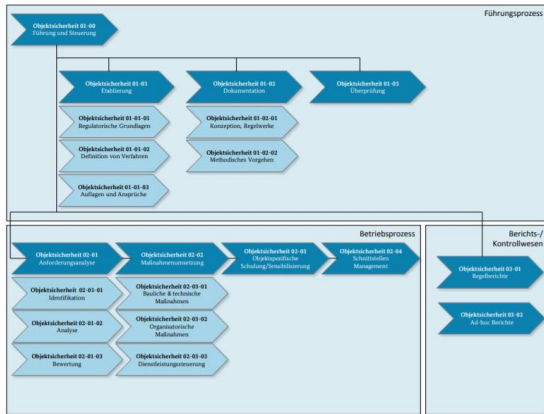 Führungsprozess
Objektsicherheit 01-00
Führung und Steuerung
Objektsicherheit 01-01
Etablierung
Objektsicherheit 01-02
Dokumentation
Objektsicherheit 01-03
Überprüfung
Objektsicherheit 01-01-01
Regulatorische Grundlagen
Objektsicherheit 01-02-01
Konzeption, Regelwerke
Objektsicherheit 01-01-02
Definition von Verfahren
Objektsicherheit 01-02-02
Methodisches Vorgehen
Objektsicherheit 01-01-03
Auflagen und Ansprüche
Betriebsprozess
Objektsicherheit 02-01
Anforderungsanalyse
Objektsicherheit 02-02
Maßnahmenumsetzung
Objektsicherheit 02-03
Objektspezifische
Schulung/Sensibilisierung
Objektsicherheit 02-04
Schnittstellen
Management
Objektsicherheit 02-01-01
Identifikation
Objektsicherheit 02-03-01
Bauliche & technische
Maßnahmen
Objektsicherheit 02-01-02
Analyse
Objektsicherheit 02-03-02
Organisatorische
Maßnahmen
Objektsicherheit 02-01-03
Bewertung
Objektsicherheit 02-03-03
Dienstleistungssteuerung
Berichts-/
Kontrollwesen
Objektsicherheit 03-01
Regelberichte
Objektsicherheit 03-02
Ad-hoc Berichte